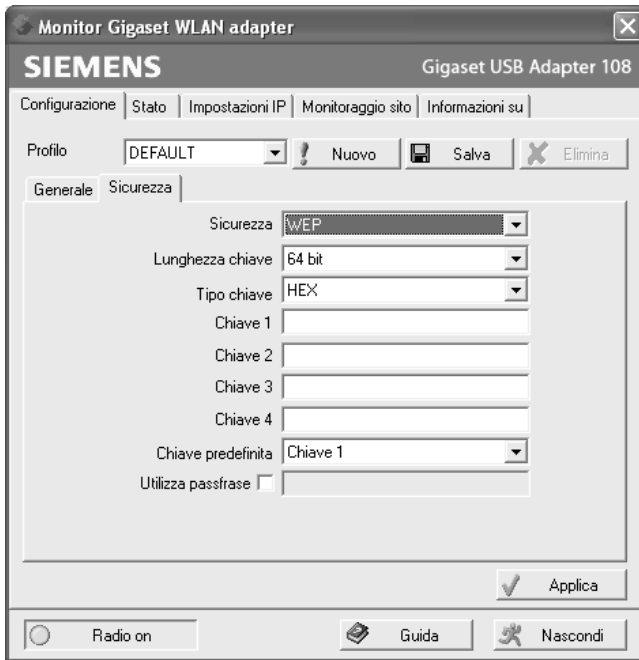 Monitor Gigaset WLAN adapter
SIEMENS Gigaset USB Adapter 108
Configurazione Stato Impostazioni IP Monitoraggio sito Informazioni su
Profilo DEFAULT Nuovo Salva Elimina
Generale Sicurezza
Sicurezza WEP
Lunghezza chiave 64 bit
Tipo chiave HEX
Chiave 1
Chiave 2
Chiave 3
Chiave 4
Chiave predefinita Chiave 1
Utilizza passfrase
Applica
Radio on Guida Nascondi